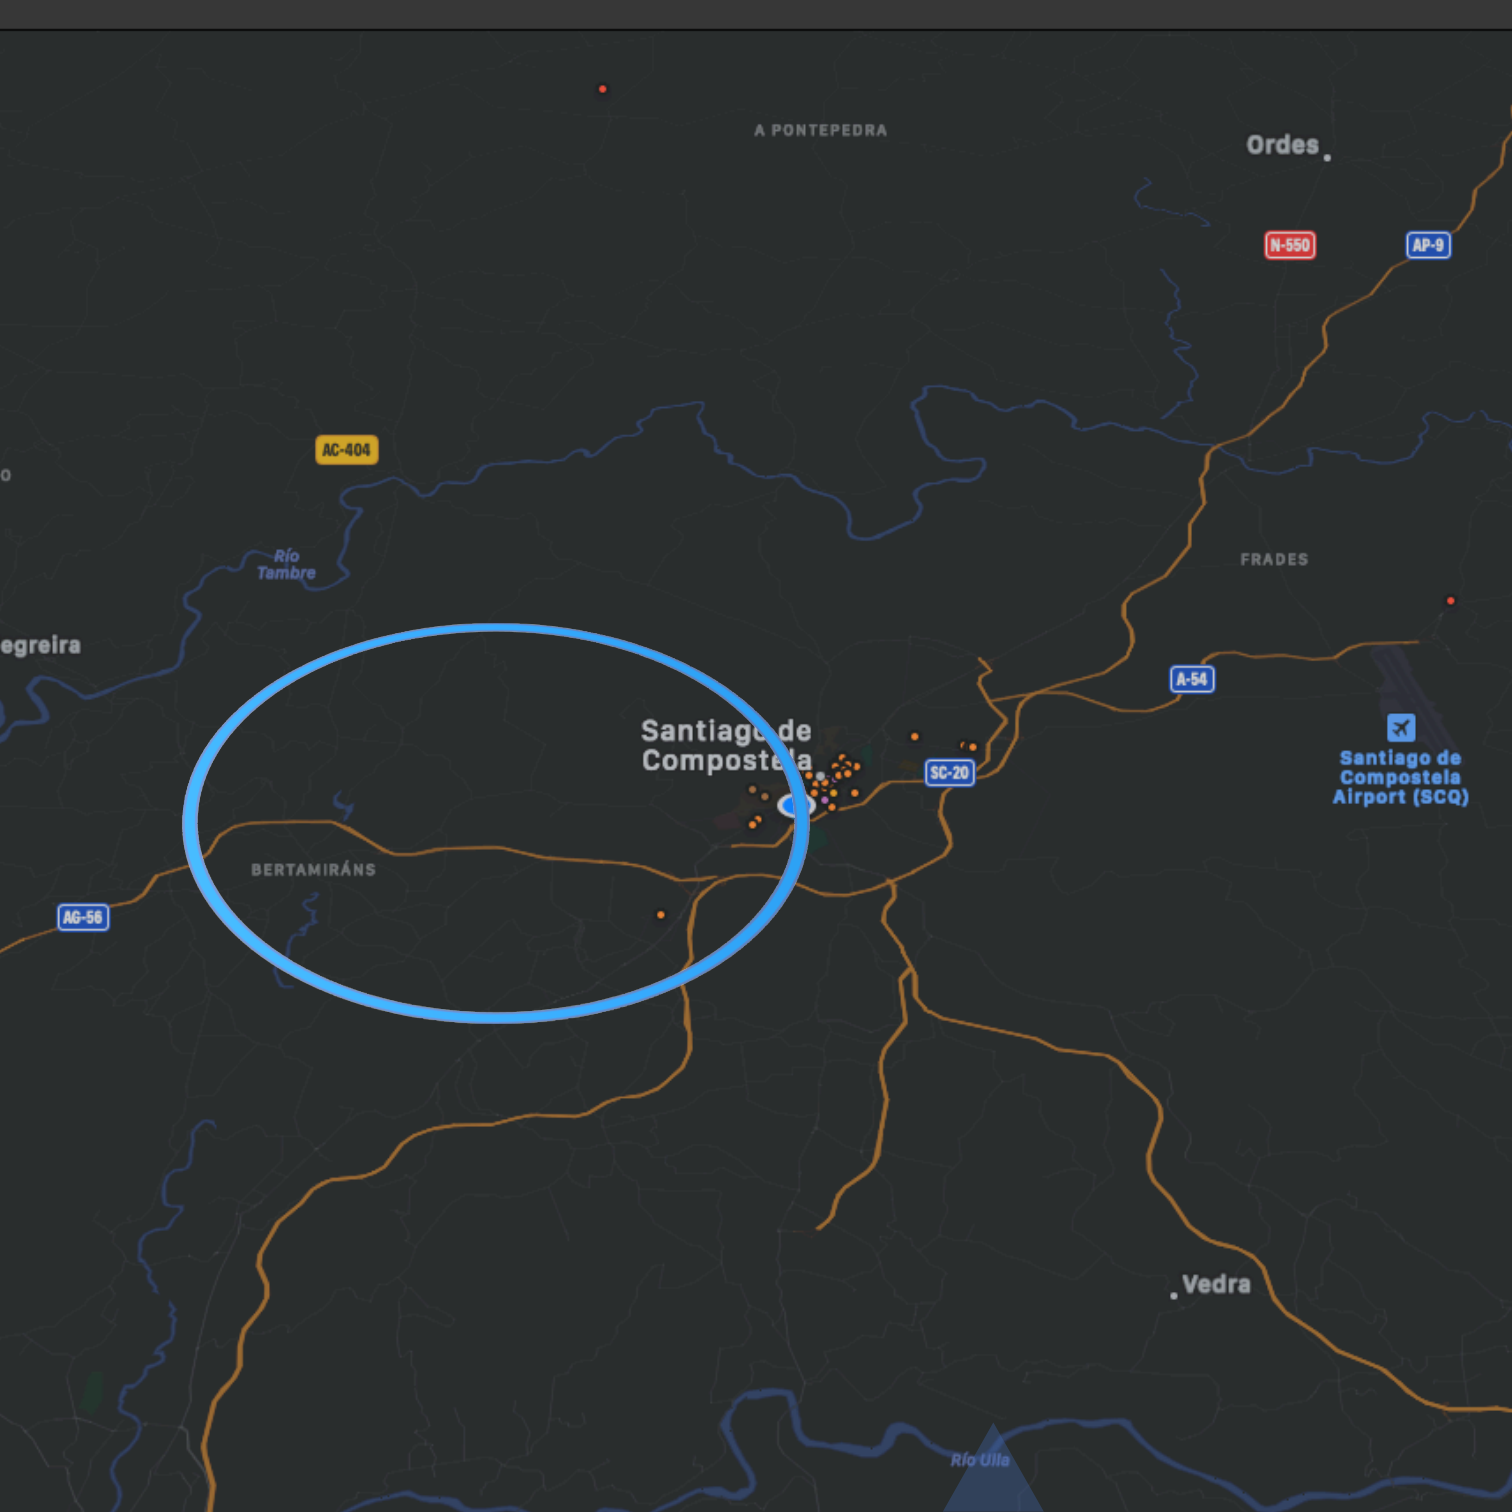 A PONTEPEDRA
Ordes
N-550
AP-9
AC-404
Río
Tambre
FRADES
egreira
A-54
Santiago de
Compostela
SC-20
Santiago de
Compostela
Airport (SCQ)
BERTAMIRÁNS
AG-56
Vedra
Río Ulla